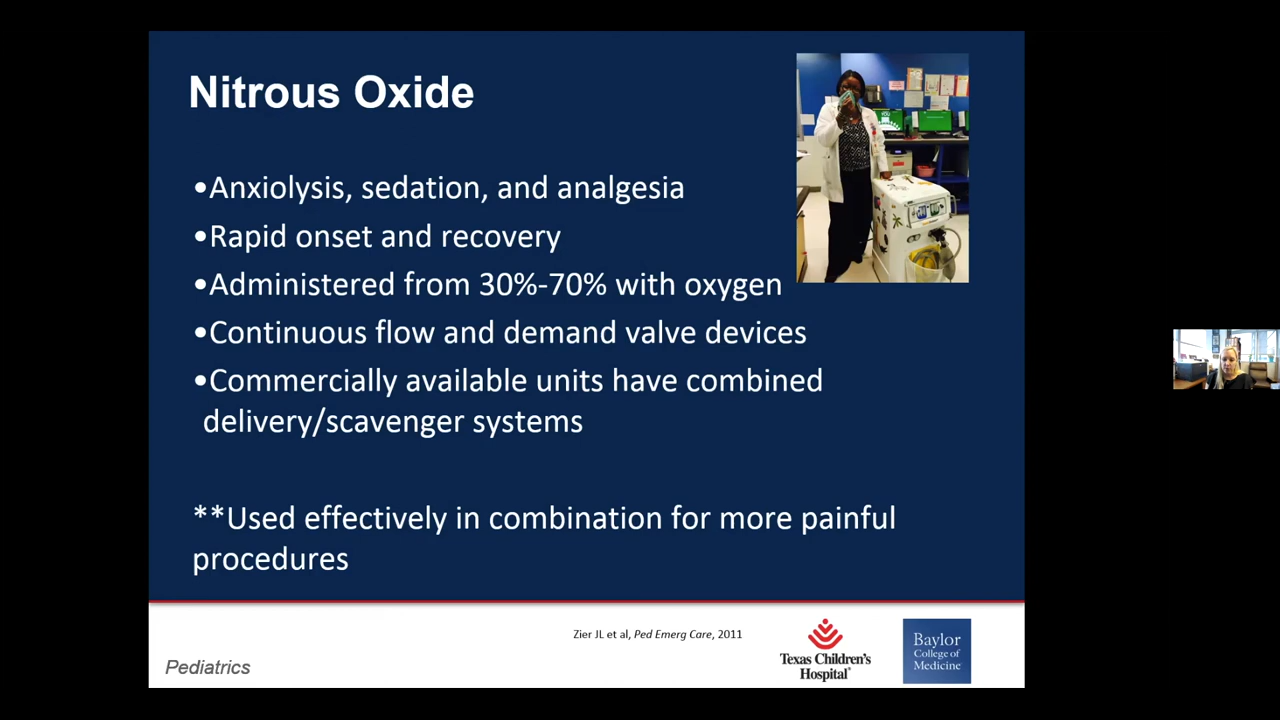 Nitrous Oxide
•Anxiolysis, sedation, and analgesia
•Rapid onset and recovery
•Administered from 30%-70% with oxygen
•Continuous flow and demand valve devices
•Commercially available units have combined
delivery/scavenger systems
**Used effectively in combination for more painful
procedures
Zier JL et al, Ped Emerg Care, 2011
Pediatrics
Texas Children's
Hospital®
Baylor
College of
Medicine